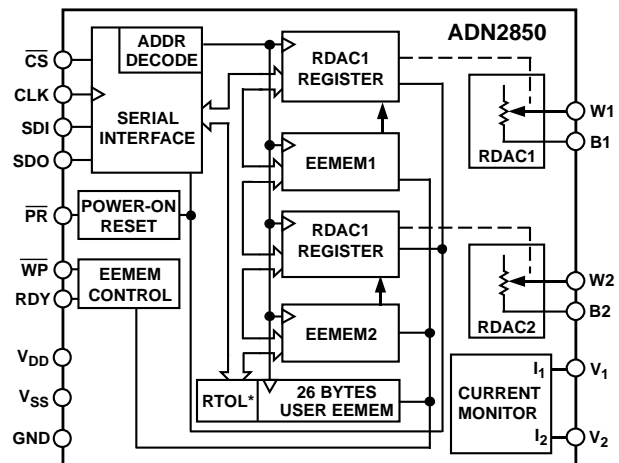 ADN2850
CS
CLK
SDI
SDO
PR
WP
RDY
VDD
VSS
GND
ADDR
DECODE
SERIAL
INTERFACE
POWER-ON
RESET
EEMEM
CONTROL
RDAC1
REGISTER
EEMEM1
RDAC1
REGISTER
EEMEM2
RTOL*
26 BYTES
USER EEMEM
RDAC1
W1
B1
RDAC2
W2
B2
CURRENT
MONITOR
I1
I2
V1
V2